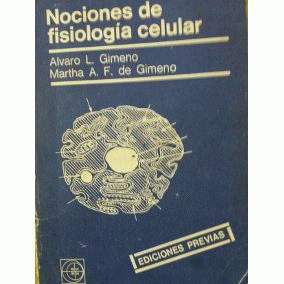 Nociones de
fisiología celular
Alvaro L. Gimeno
Martha A. F. de Gimeno
EDICIONES PREVIAS